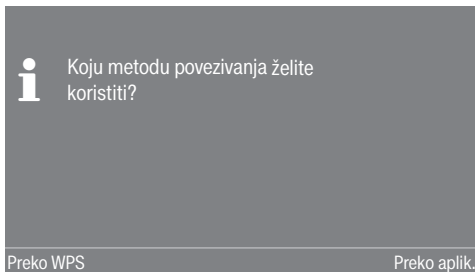 Koju metodu povezivanja želite
koristiti?
Preko WPS
Preko aplik.